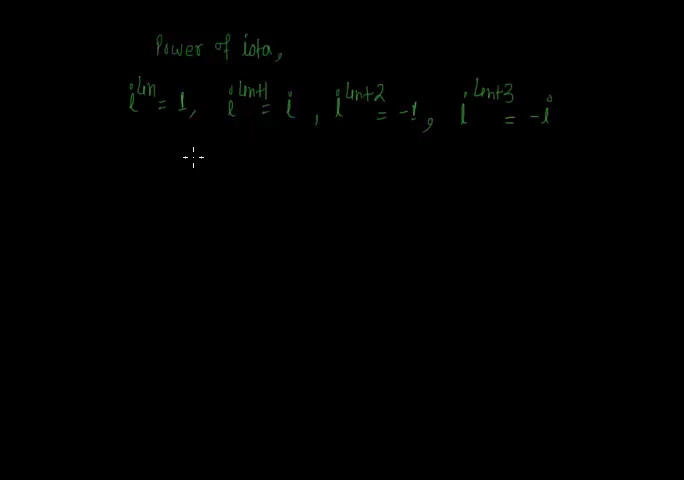 Power of iota,
i^4n = 1, i^4n+1 = i, i^4n+2 = -1, i^4n+3 = -i